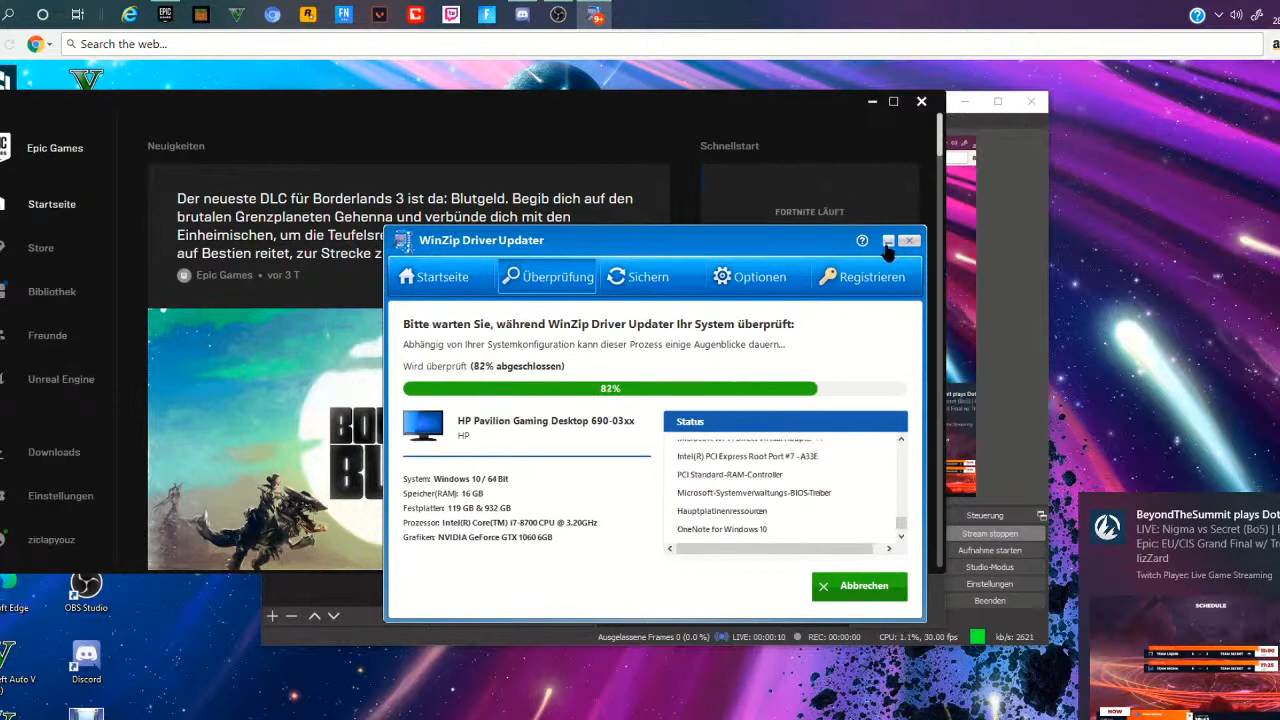 9+
Search the web...
Neuigkeiten
Schnellstart
Epic Games
Startseite
Store
Bibliothek
Freunde
Unreal Engine
Downloads
Einstellungen
ziclapyouz
Der neueste DLC für Borderlands 3 ist da: Blutgeld. Begib dich auf den
brutalen Grenzplaneten Gehenna und verbünde dich mit den
Einheimischen, um die Teufelsre
auf Bestien reitet, zur Strecke z
Epic Games • vor 3 T
FORTNITE LÄUFT
WinZip Driver Updater
Startseite
Überprüfung
Sichern
Optionen
Registrieren
Bitte warten Sie, während WinZip Driver Updater Ihr System überprüft:
Abhängig von Ihrer Systemkonfiguration kann dieser Prozess einige Augenblicke dauern...
Wird überprüft (82% abgeschlossen)
82%
HP Pavilion Gaming Desktop 690-03xx
HP
System: Windows 10 / 64 Bit
Speicher(RAM): 16 GB
Festplatten: 119 GB & 932 GB
Prozessor: Intel(R) Core(TM) i7-8700 CPU @ 3.20GHz
Grafiken: NVIDIA GeForce GTX 1060 6GB
Status
Intel(R) PCI Express Root Port #7 - A33E
PCI Standard-RAM-Controller
Microsoft-Systemverwaltungs-BIOS-Treiber
Hauptplatinenressourcen
OneNote for Windows 10
Abbrechen
Steuerung
Stream stoppen
Aufnahme starten
Studio-Modus
Einstellungen
Beenden
Ausgelassene Frames 0 (0.0 %)
LIVE: 00:00:10
REC: 00:00:00
CPU: 1.1%, 30.00 fps
kb/s: 2621
BeyondTheSummit plays Dot
LIVE: Nigma vs Secret (Bo5) | 
Epic: EU/CIS Grand Final w/ Tr
lizZard
Twitch Player: Live Game Streaming
SCHEDULE
NOW
oft Edge
OBS Studio
Auto V
Discord